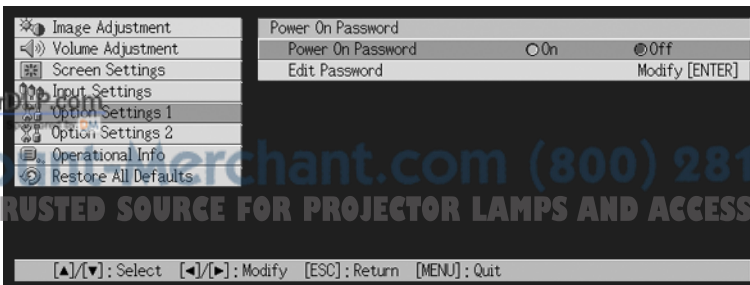 Image Adjustment
Volume Adjustment
Screen Settings
Input Settings
Option Settings 1
Option Settings 2
Operational Info
Restore All Defaults
Power On Password
Power On Password On Off
Edit Password Modify [ENTER]
DLP.com
Merchant.com (800) 281
RUSTED SOURCE FOR PROJECTOR LAMPS AND ACCESS
[▲]/[▼]:Select [◄]/[►]:Modify [ESC]:Return [MENU]:Quit